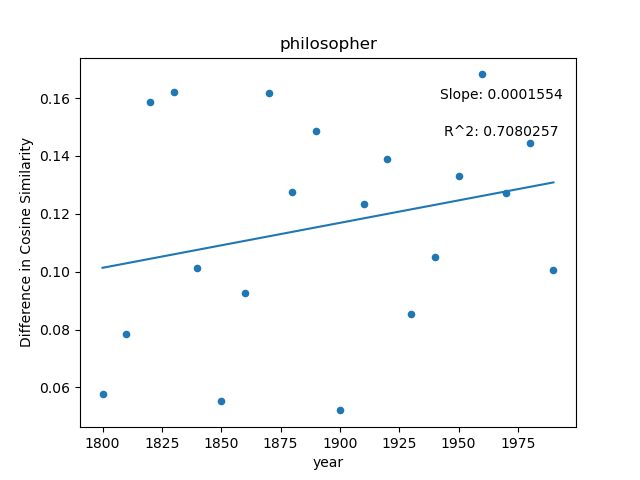 philosopher
Slope: 0.0001554
R^2: 0.7080257
Difference in Cosine Similarity
0.16
0.14
0.12
0.10
0.08
0.06
1800 1825 1850 1875 1900 1925 1950 1975
year